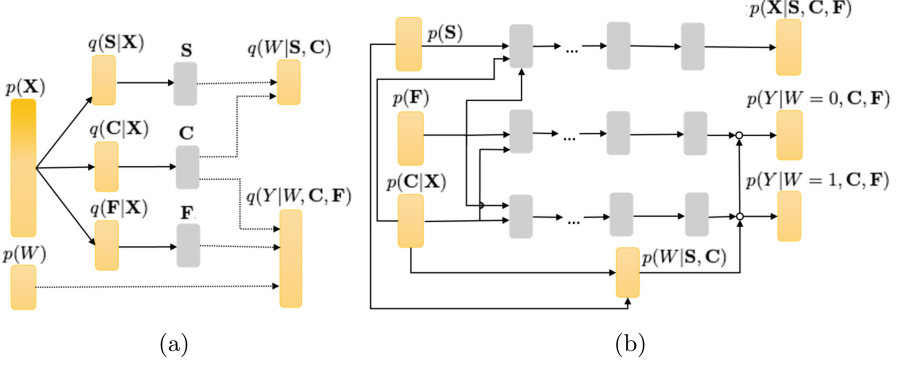 p(X)
q(S|X)
S
q(W|S, C)
q(C|X)
C
q(F|X)
F
q(Y|W, C, F)
p(W)
(a)
p(S)
p(X|S, C, F)
...
p(F)
p(Y|W = 0, C, F)
...
p(C|X)
p(Y|W = 1, C, F)
...
p(W|S, C)
(b)